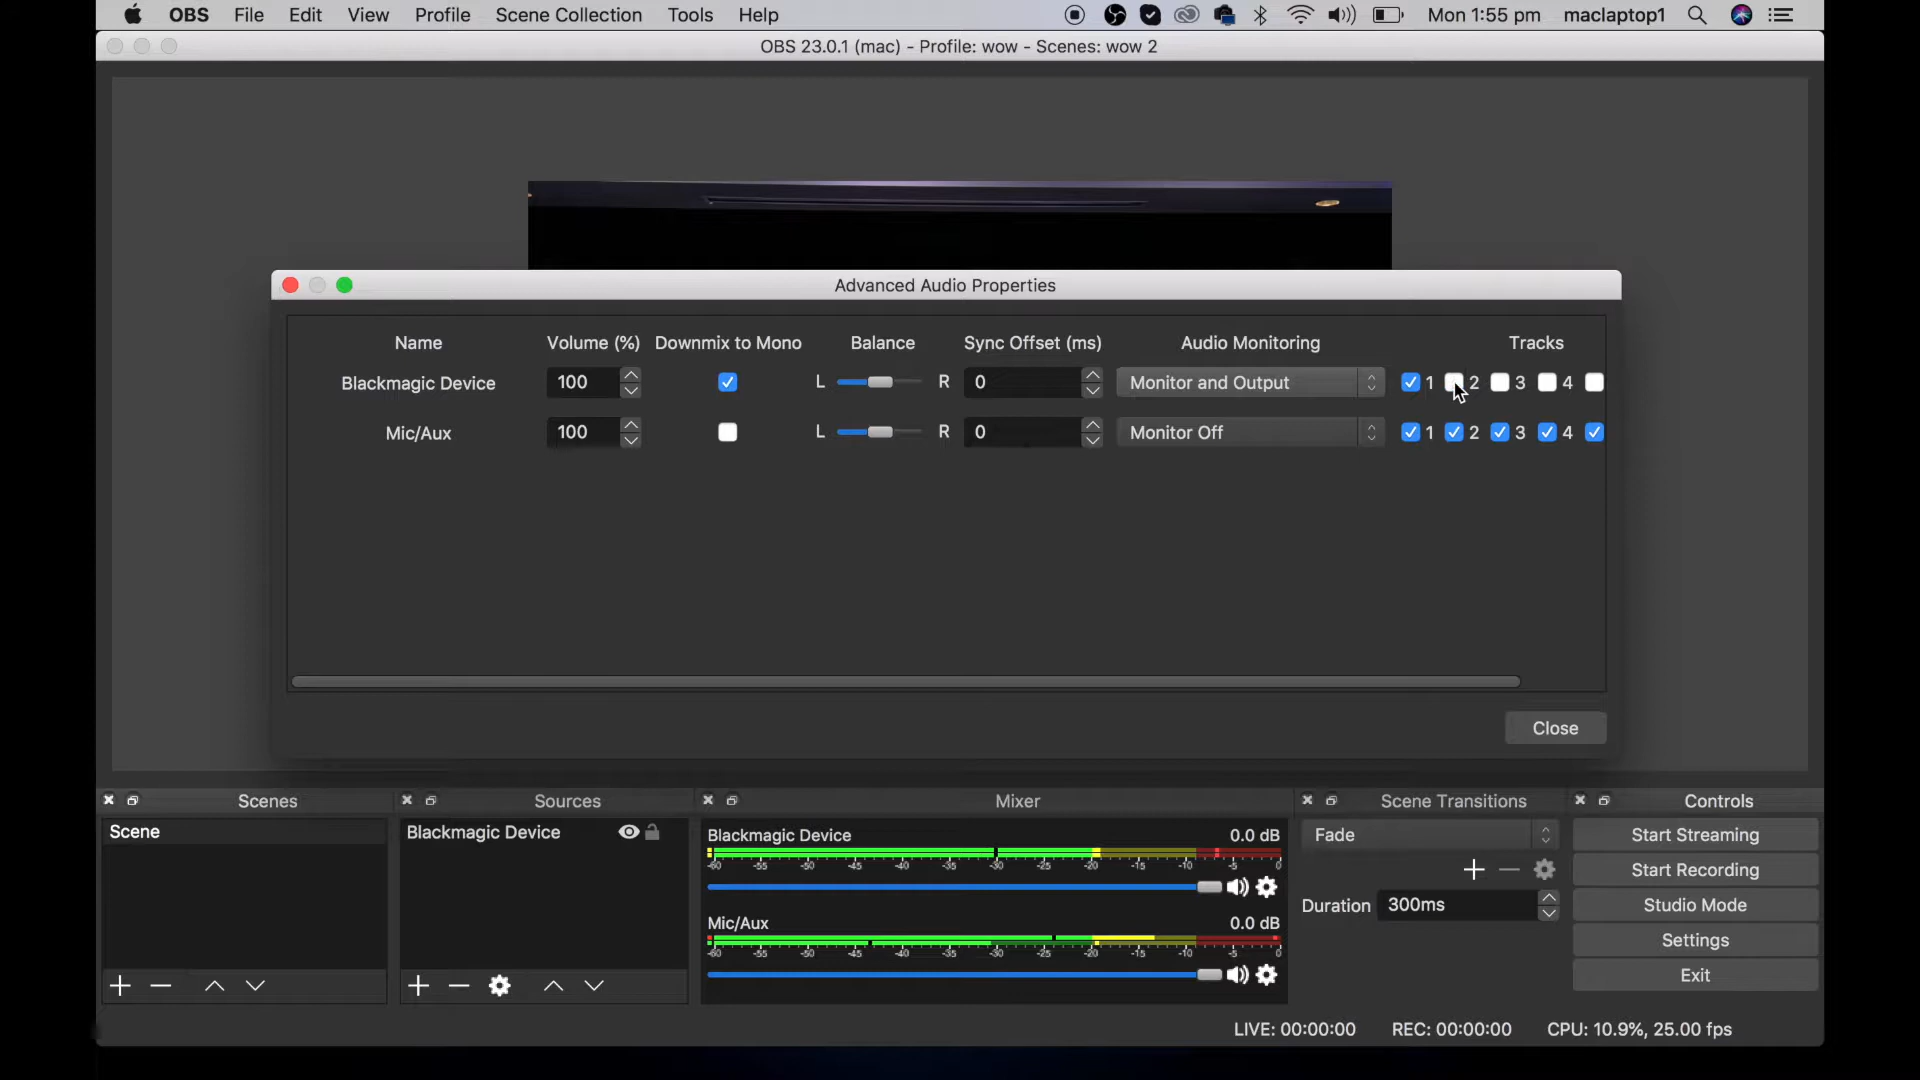 OBS File Edit View Profile Scene Collection Tools Help Mon 1:55 pm maclaptop1
OBS 23.0.1 (mac) - Profile: wow - Scenes: wow 2
Advanced Audio Properties
Name Volume (%) Downmix to Mono Balance Sync Offset (ms) Audio Monitoring Tracks
Blackmagic Device 100 L R 0 Monitor and Output 1 2 3 4
Mic/Aux 100 L R 0 Monitor Off 1 2 3 4
Close
Scenes Sources Mixer Scene Transitions Controls
Scene
Blackmagic Device
Blackmagic Device 0.0 dB
-60 -55 -50 -45 -40 -35 -30 -25 -20 -15 -10 -5 0
Mic/Aux 0.0 dB
-60 -55 -50 -45 -40 -35 -30 -25 -20 -15 -10 -5 0
Fade
Duration 300ms
Start Streaming
Start Recording
Studio Mode
Settings
Exit
LIVE: 00:00:00 REC: 00:00:00 CPU: 10.9%, 25.00 fps